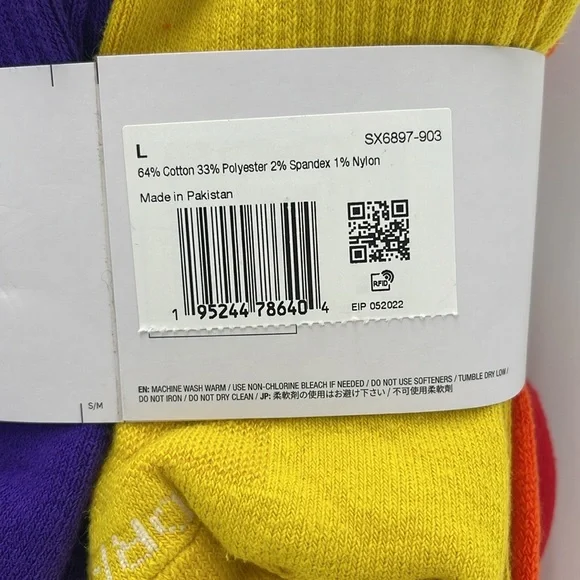 L
SX6897-903
64% Cotton 33% Polyester 2% Spandex 1% Nylon
Made in Pakistan
RFID
1 95244 78640 4
EIP 052022
EN: MACHINE WASH WARM / USE NON-CHLORINE BLEACH IF NEEDED / DO NOT USE SOFTENERS / TUMBLE DRY LOW /
DO NOT IRON / DO NOT DRY CLEAN / JP: 柔軟剤の使用はお避け下さい / 不可使用柔軟劑
S/M
DRA